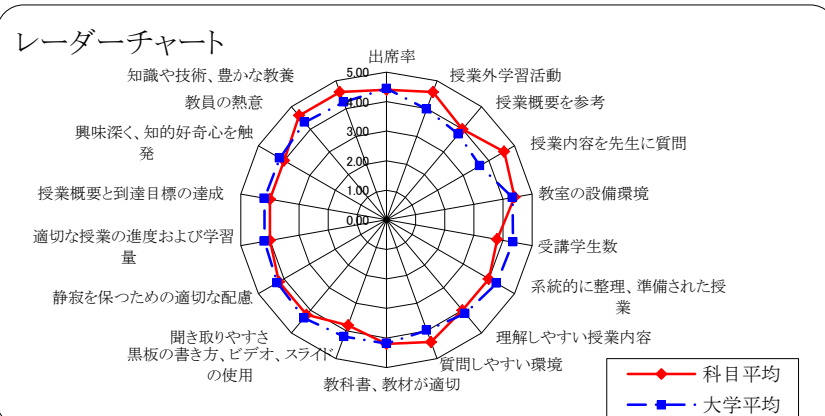 レーダーチャート
出席率
授業外学習活動
授業概要を参考
授業内容を先生に質問
教室の設備環境
受講学生数
系統的に整理、準備された授
業
理解しやすい授業内容
質問しやすい環境
教科書、教材が適切
黒板の書き方、ビデオ、スライド
の使用
聞き取りやすさ
静寂を保つための適切な配慮
適切な授業の進度および学習
量
授業概要と到達目標の達成
興味深く、知的好奇心を触
発
教員の熱意
知識や技術、豊かな教養
5.00
4.00
3.00
2.00
1.00
0.00
科目平均
大学平均